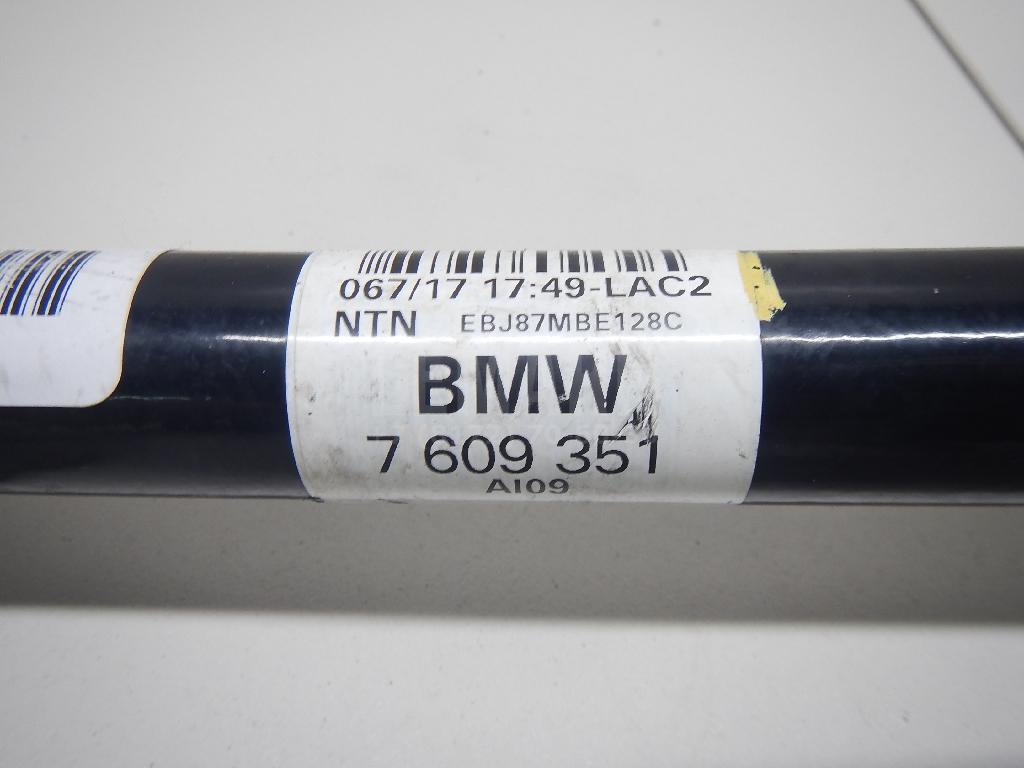 067/17 17:49-LAC2
NTN EBJ87MBE128C
BMW
7 609 351
AI09